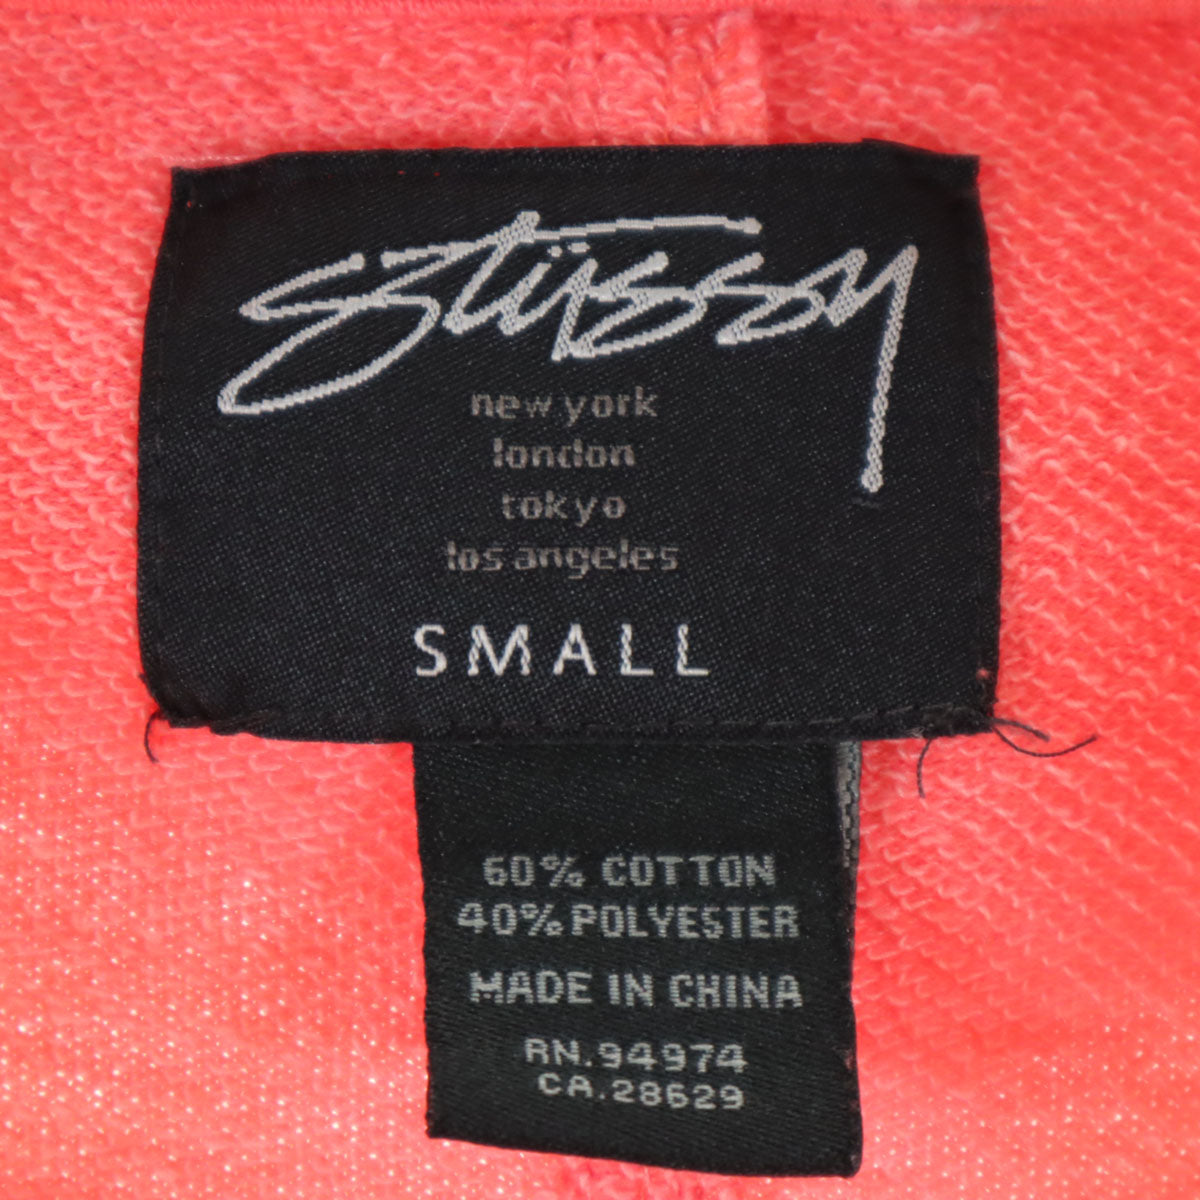 Stüssy
new york
london
tokyo
los angeles
SMALL
60% COTTON
40% POLYESTER
MADE IN CHINA
RN.94974
CA.28629